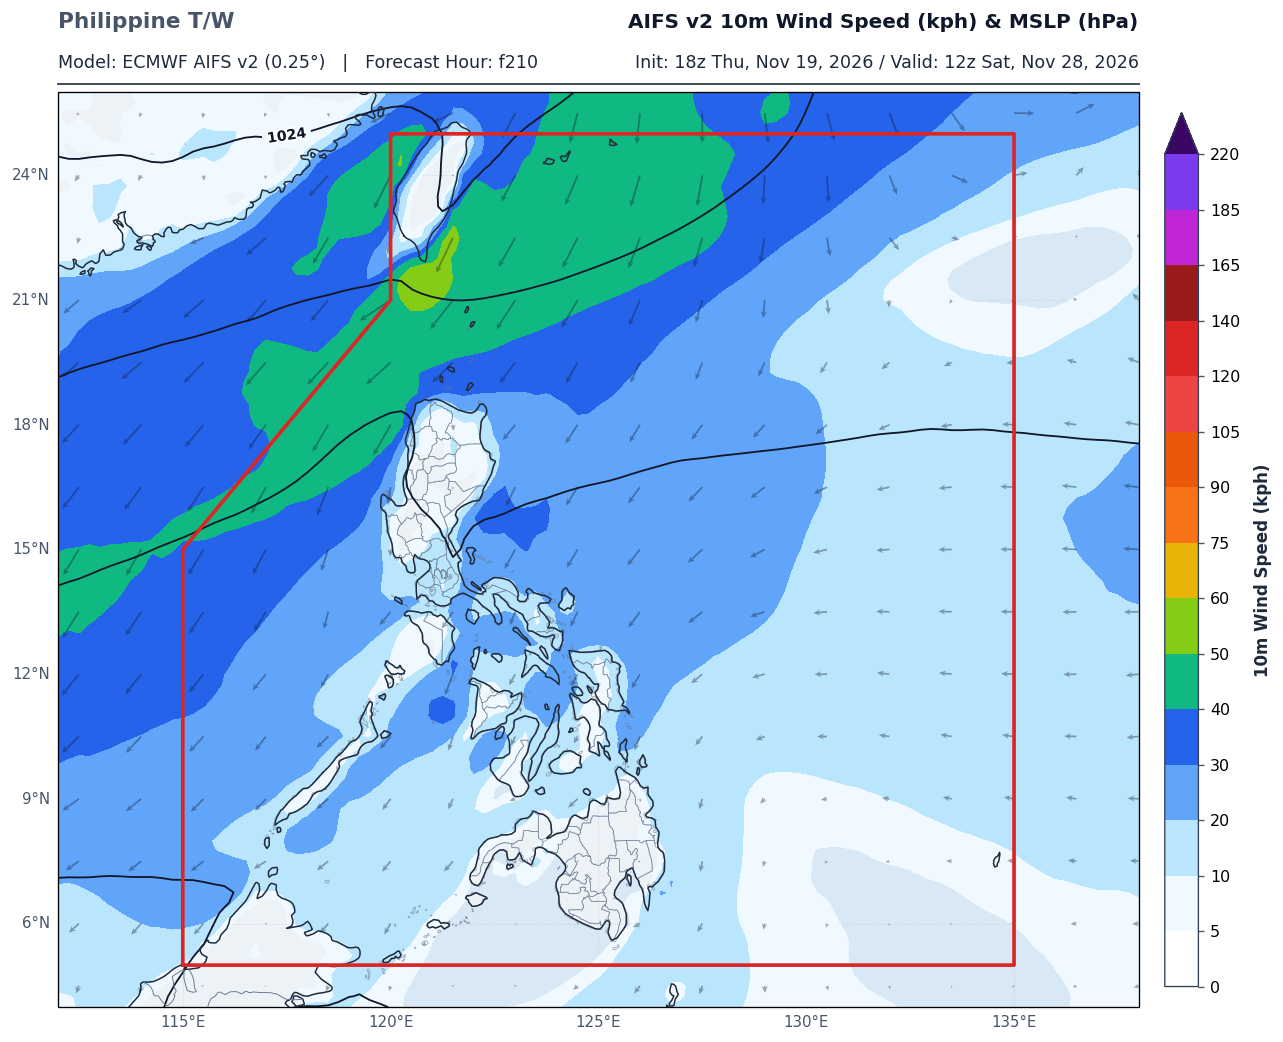 Philippine T/W
AIFS v2 10m Wind Speed (kph) & MSLP (hPa)
Model: ECMWF AIFS v2 (0.25°) | Forecast Hour: f210
Init: 18z Thu, Nov 19, 2026 / Valid: 12z Sat, Nov 28, 2026
1024
24°N
21°N
18°N
15°N
12°N
9°N
6°N
115°E
120°E
125°E
130°E
135°E
220
185
165
140
120
105
90
75
60
50
40
30
20
10
5
0
10m Wind Speed (kph)